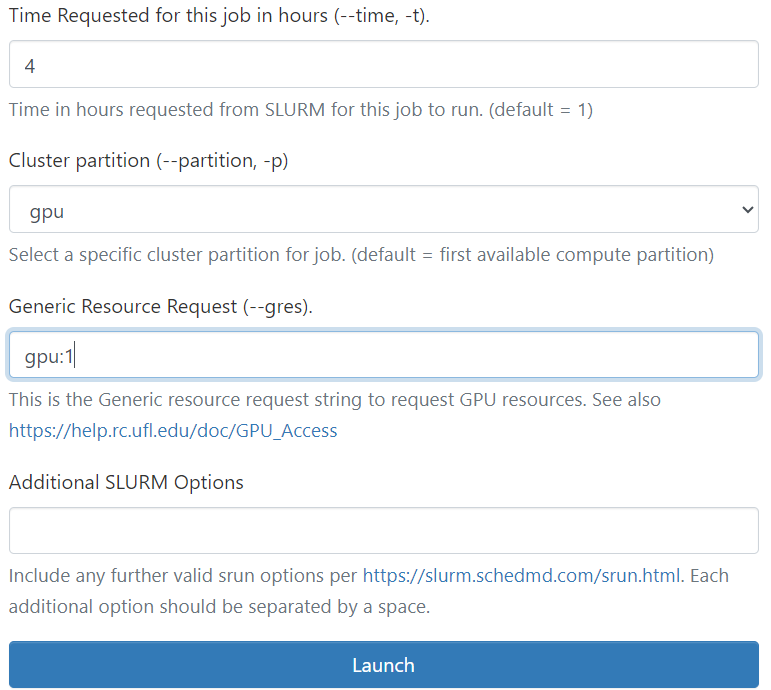 Time Requested for this job in hours (--time, -t).
4
Time in hours requested from SLURM for this job to run. (default = 1)
Cluster partition (--partition, -p)
gpu
Select a specific cluster partition for job. (default = first available compute partition)
Generic Resource Request (--gres).
gpu:1
This is the Generic resource request string to request GPU resources. See also
https://help.rc.ufl.edu/doc/GPU_Access
Additional SLURM Options
Include any further valid srun options per https://slurm.schedmd.com/srun.html. Each
additional option should be separated by a space.
Launch